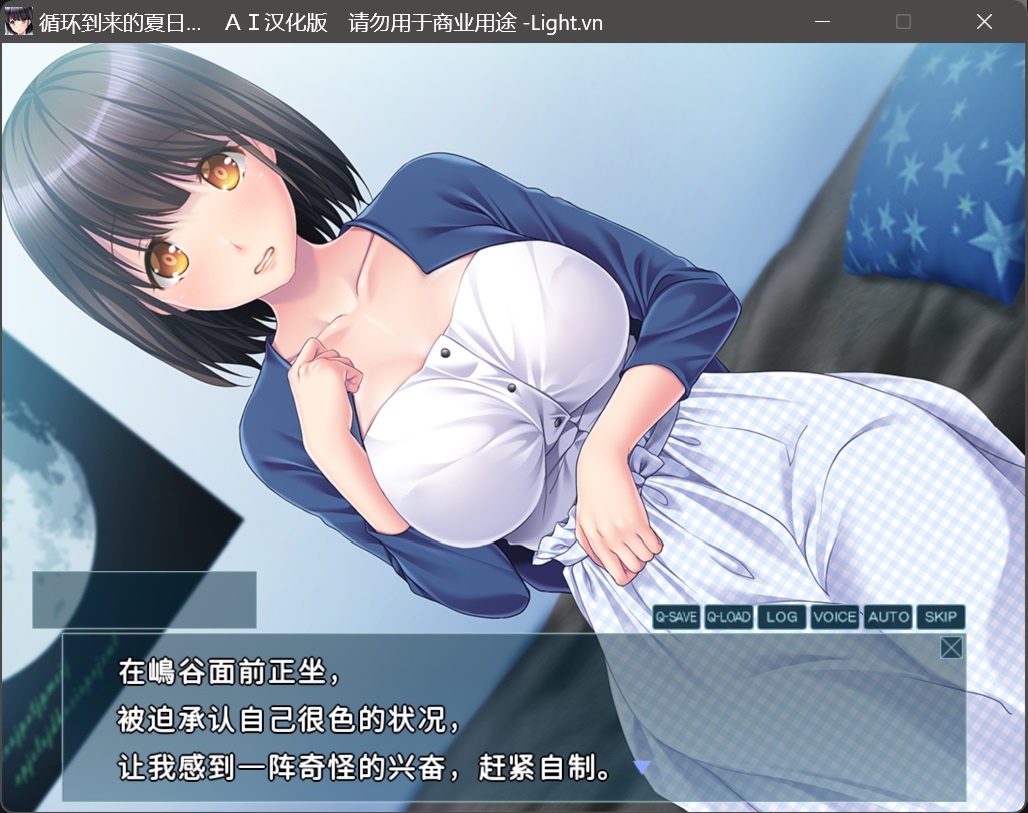 循环到来的夏日... ＡＩ汉化版 请勿用于商业用途 -Light.vn
Q-SAVE Q-LOAD LOG VOICE AUTO SKIP
在嶋谷面前正坐，
被迫承认自己很色的状况，
让我感到一阵奇怪的兴奋，赶紧自制。